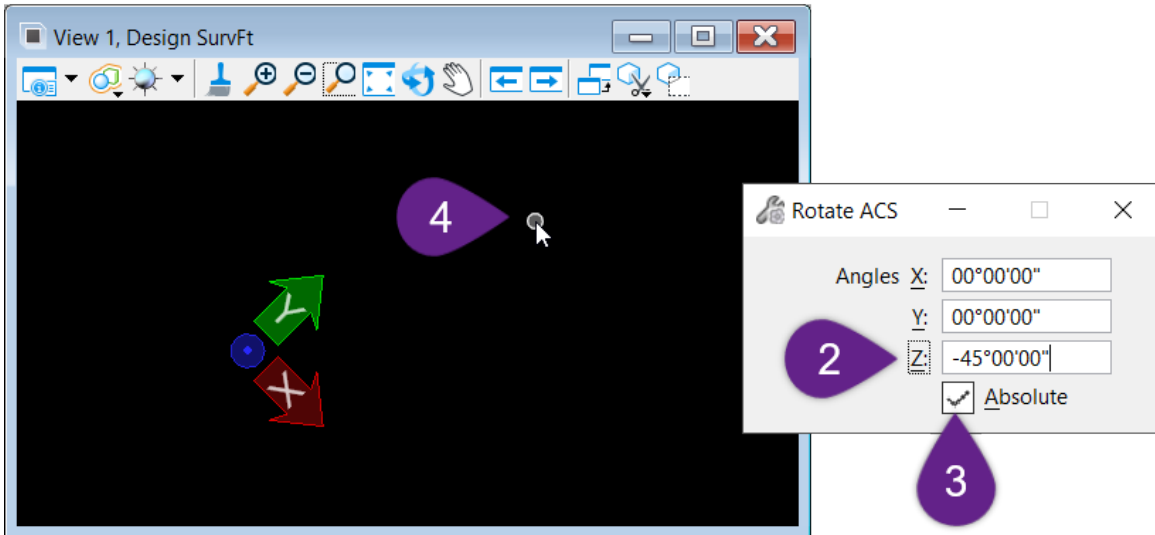 View 1, Design SurvFt
4
Rotate ACS
Angles X: 00°00'00"
Y: 00°00'00"
2
Z: -45°00'00"
Absolute
3
Y
X